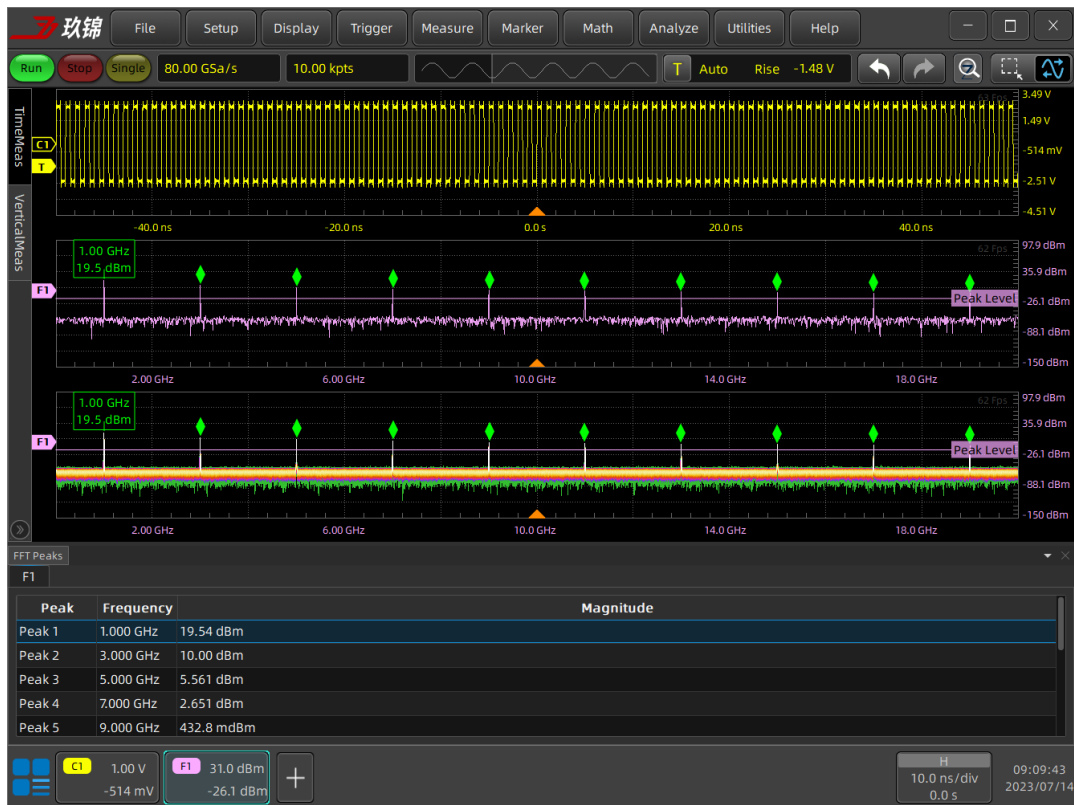 玖锦 File Setup Display Trigger Measure Marker Math Analyze Utilities Help
Run Stop Single 80.00 GSa/s 10.00 kpts T Auto Rise -1.48 V
TimeMeas
VerticalMeas
63 Fps 3.49 V
1.49 V
C1 -514 mV
T
-2.51 V
-4.51 V
-40.0 ns -20.0 ns 0.0 s 20.0 ns 40.0 ns
1.00 GHz 62 Fps 97.9 dBm
19.5 dBm 35.9 dBm
F1 Peak Level -26.1 dBm
-88.1 dBm
-150 dBm
2.00 GHz 6.00 GHz 10.0 GHz 14.0 GHz 18.0 GHz
1.00 GHz 62 Fps 97.9 dBm
19.5 dBm 35.9 dBm
F1 Peak Level -26.1 dBm
-88.1 dBm
-150 dBm
2.00 GHz 6.00 GHz 10.0 GHz 14.0 GHz 18.0 GHz
FFT Peaks
F1
Peak Frequency Magnitude
Peak 1 1.000 GHz 19.54 dBm
Peak 2 3.000 GHz 10.00 dBm
Peak 3 5.000 GHz 5.561 dBm
Peak 4 7.000 GHz 2.651 dBm
Peak 5 9.000 GHz 432.8 mdBm
C1 1.00 V F1 31.0 dBm + H 09:09:43
-514 mV -26.1 dBm 10.0 ns/div 2023/07/14
0.0 s